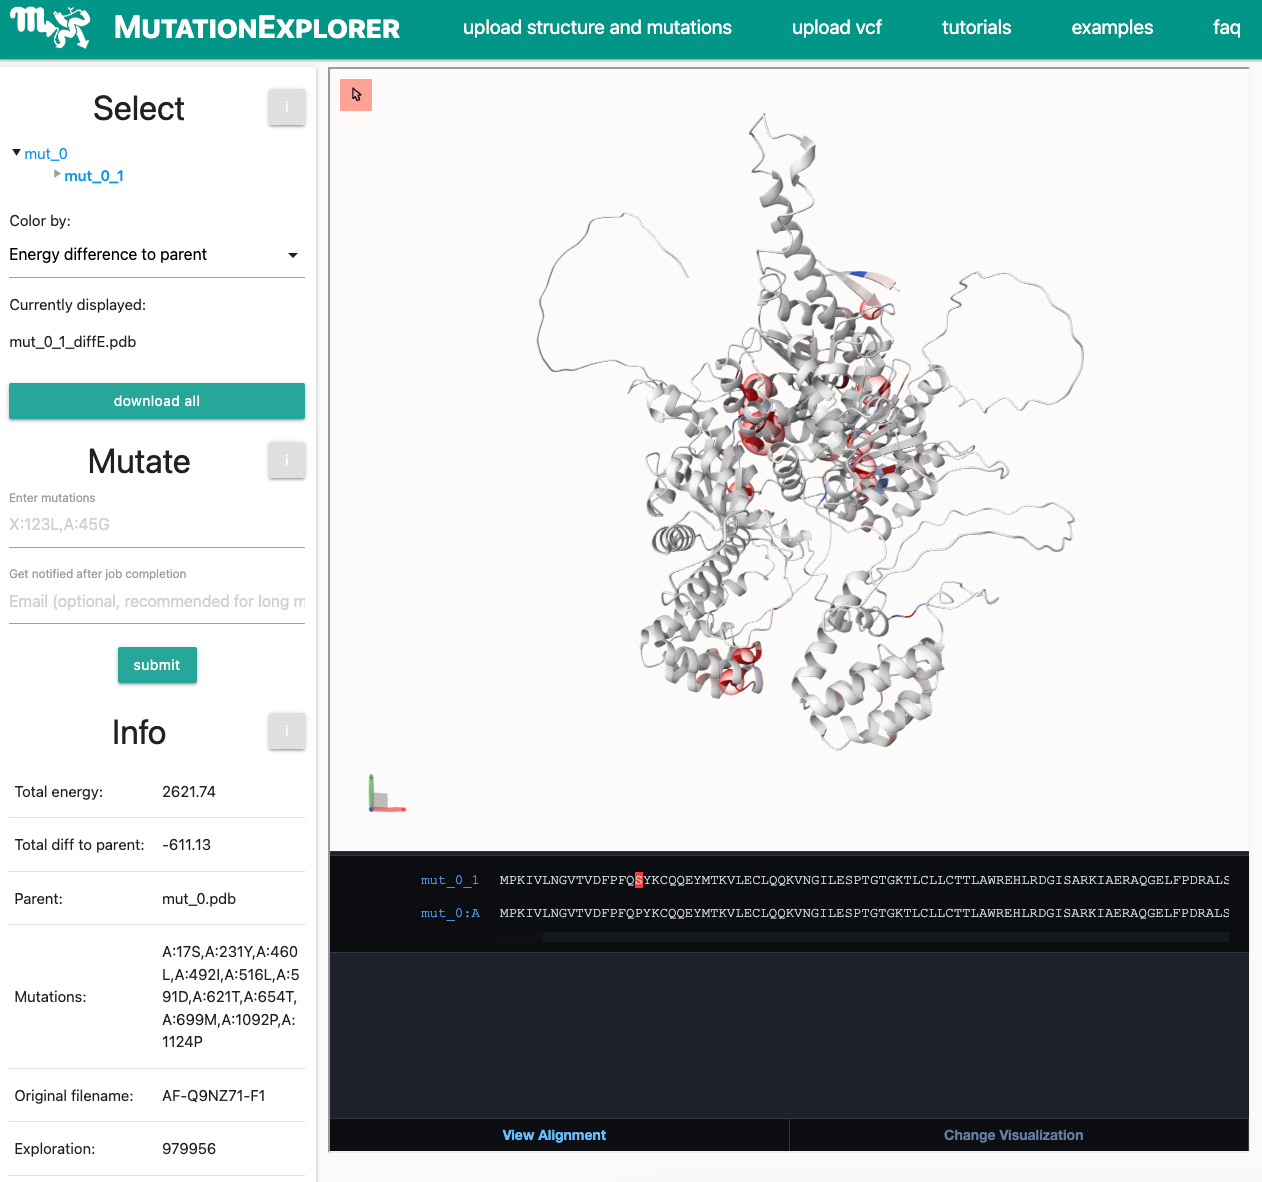 MUTATIONEXPLORER
upload structure and mutations
upload vcf
tutorials
examples
faq
Select
i
mut_0
mut_0_1
Color by:
Energy difference to parent
Currently displayed:
mut_0_1_diffE.pdb
download all
Mutate
i
Enter mutations
X:123L,A:45G
Get notified after job completion
Email (optional, recommended for long m
submit
Info
i
Total energy: 2621.74
Total diff to parent: -611.13
Parent: mut_0.pdb
Mutations:
A:17S,A:231Y,A:460
L,A:492I,A:516L,A:5
91D,A:621T,A:654T,
A:699M,A:1092P,A:
1124P
Original filename: AF-Q9NZ71-F1
Exploration: 979956
mut_0_1 MPKIVLNGVTVDFPFQSYKCQQEYMTKVLECLQQKVNGILESPTGTGKTLCLLCTTLAWREHLRDGISARKIAERAQGELFPDRALS
mut_0:A MPKIVLNGVTVDFPFQPYKCQQEYMTKVLECLQQKVNGILESPTGTGKTLCLLCTTLAWREHLRDGISARKIAERAQGELFPDRALS
View Alignment
Change Visualization